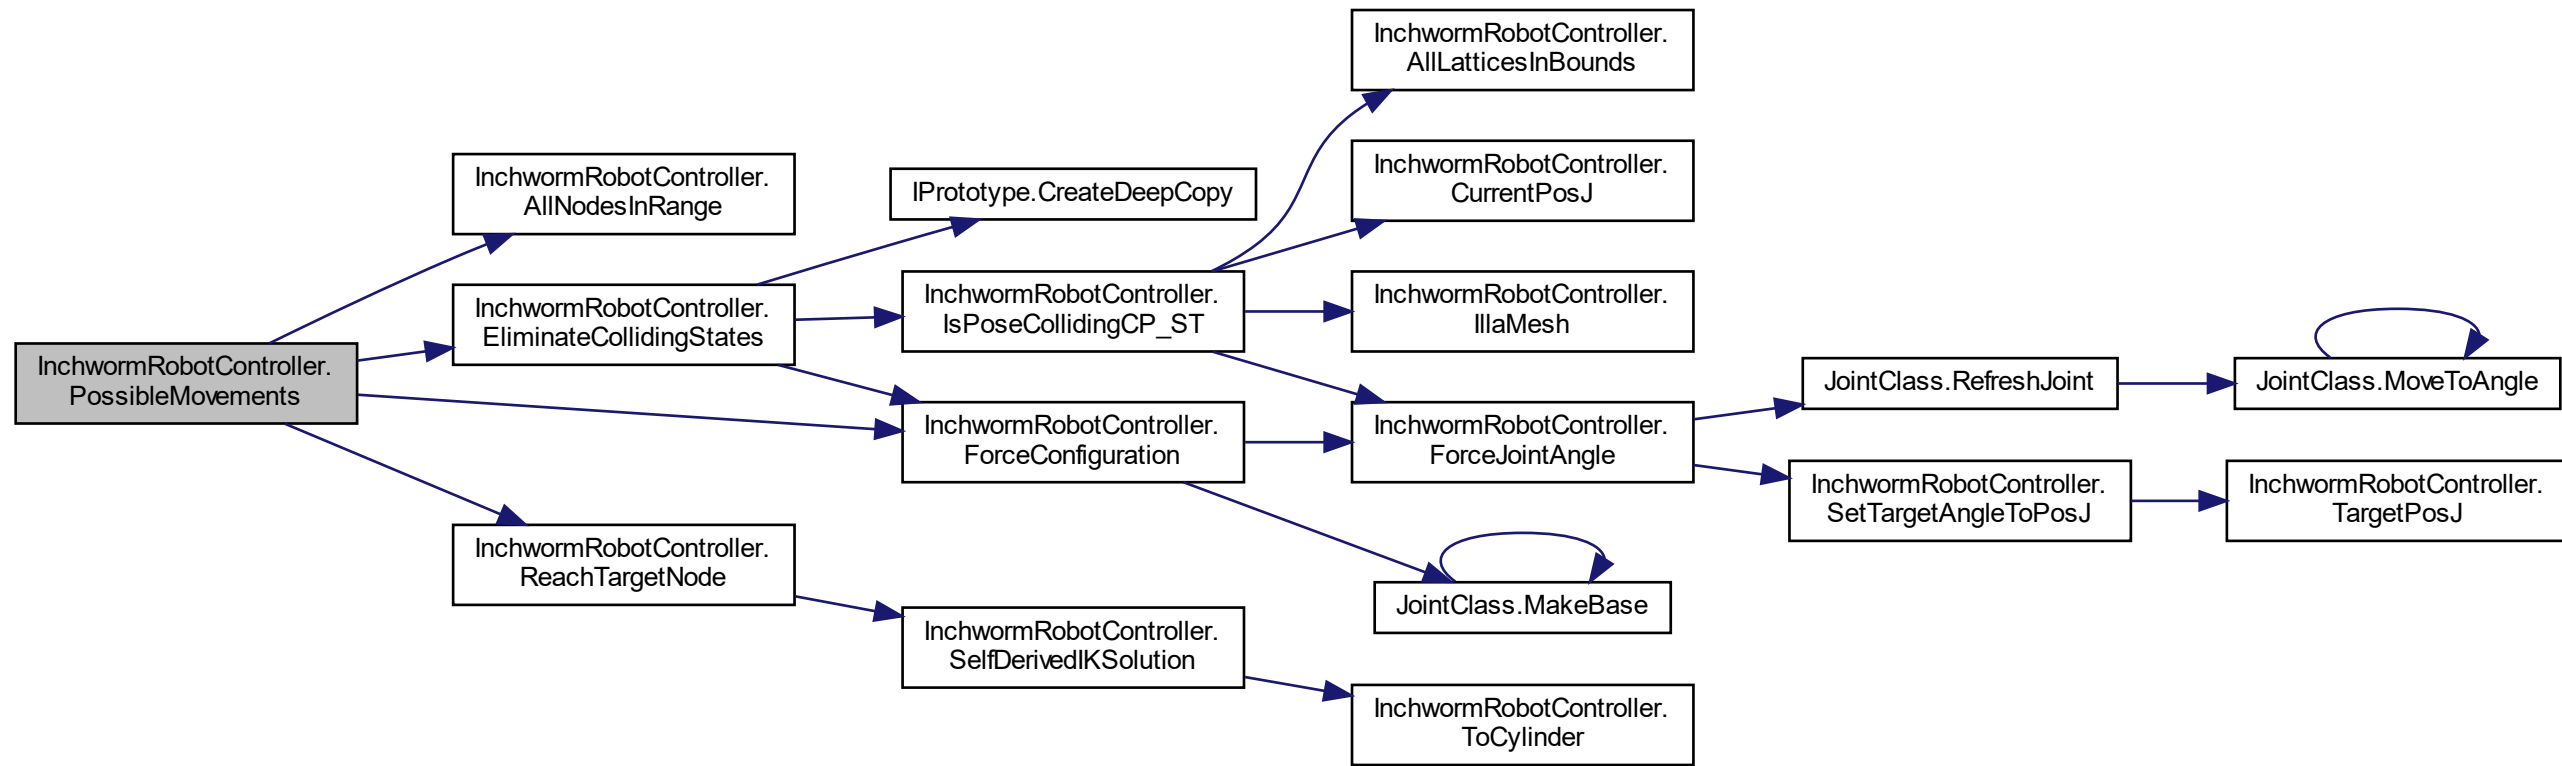 InchwormRobotController.
PossibleMovements
InchwormRobotController.
AllNodesInRange
InchwormRobotController.
EliminateCollidingStates
InchwormRobotController.
ReachTargetNode
IPrototype.CreateDeepCopy
InchwormRobotController.
IsPoseCollidingCP_ST
InchwormRobotController.
ForceConfiguration
InchwormRobotController.
SelfDerivedIKSolution
InchwormRobotController.
AllLatticesInBounds
InchwormRobotController.
CurrentPosJ
InchwormRobotController.
IllaMesh
InchwormRobotController.
ForceJointAngle
JointClass.MakeBase
InchwormRobotController.
ToCylinder
JointClass.RefreshJoint
InchwormRobotController.
SetTargetAngleToPosJ
JointClass.MoveToAngle
InchwormRobotController.
TargetPosJ